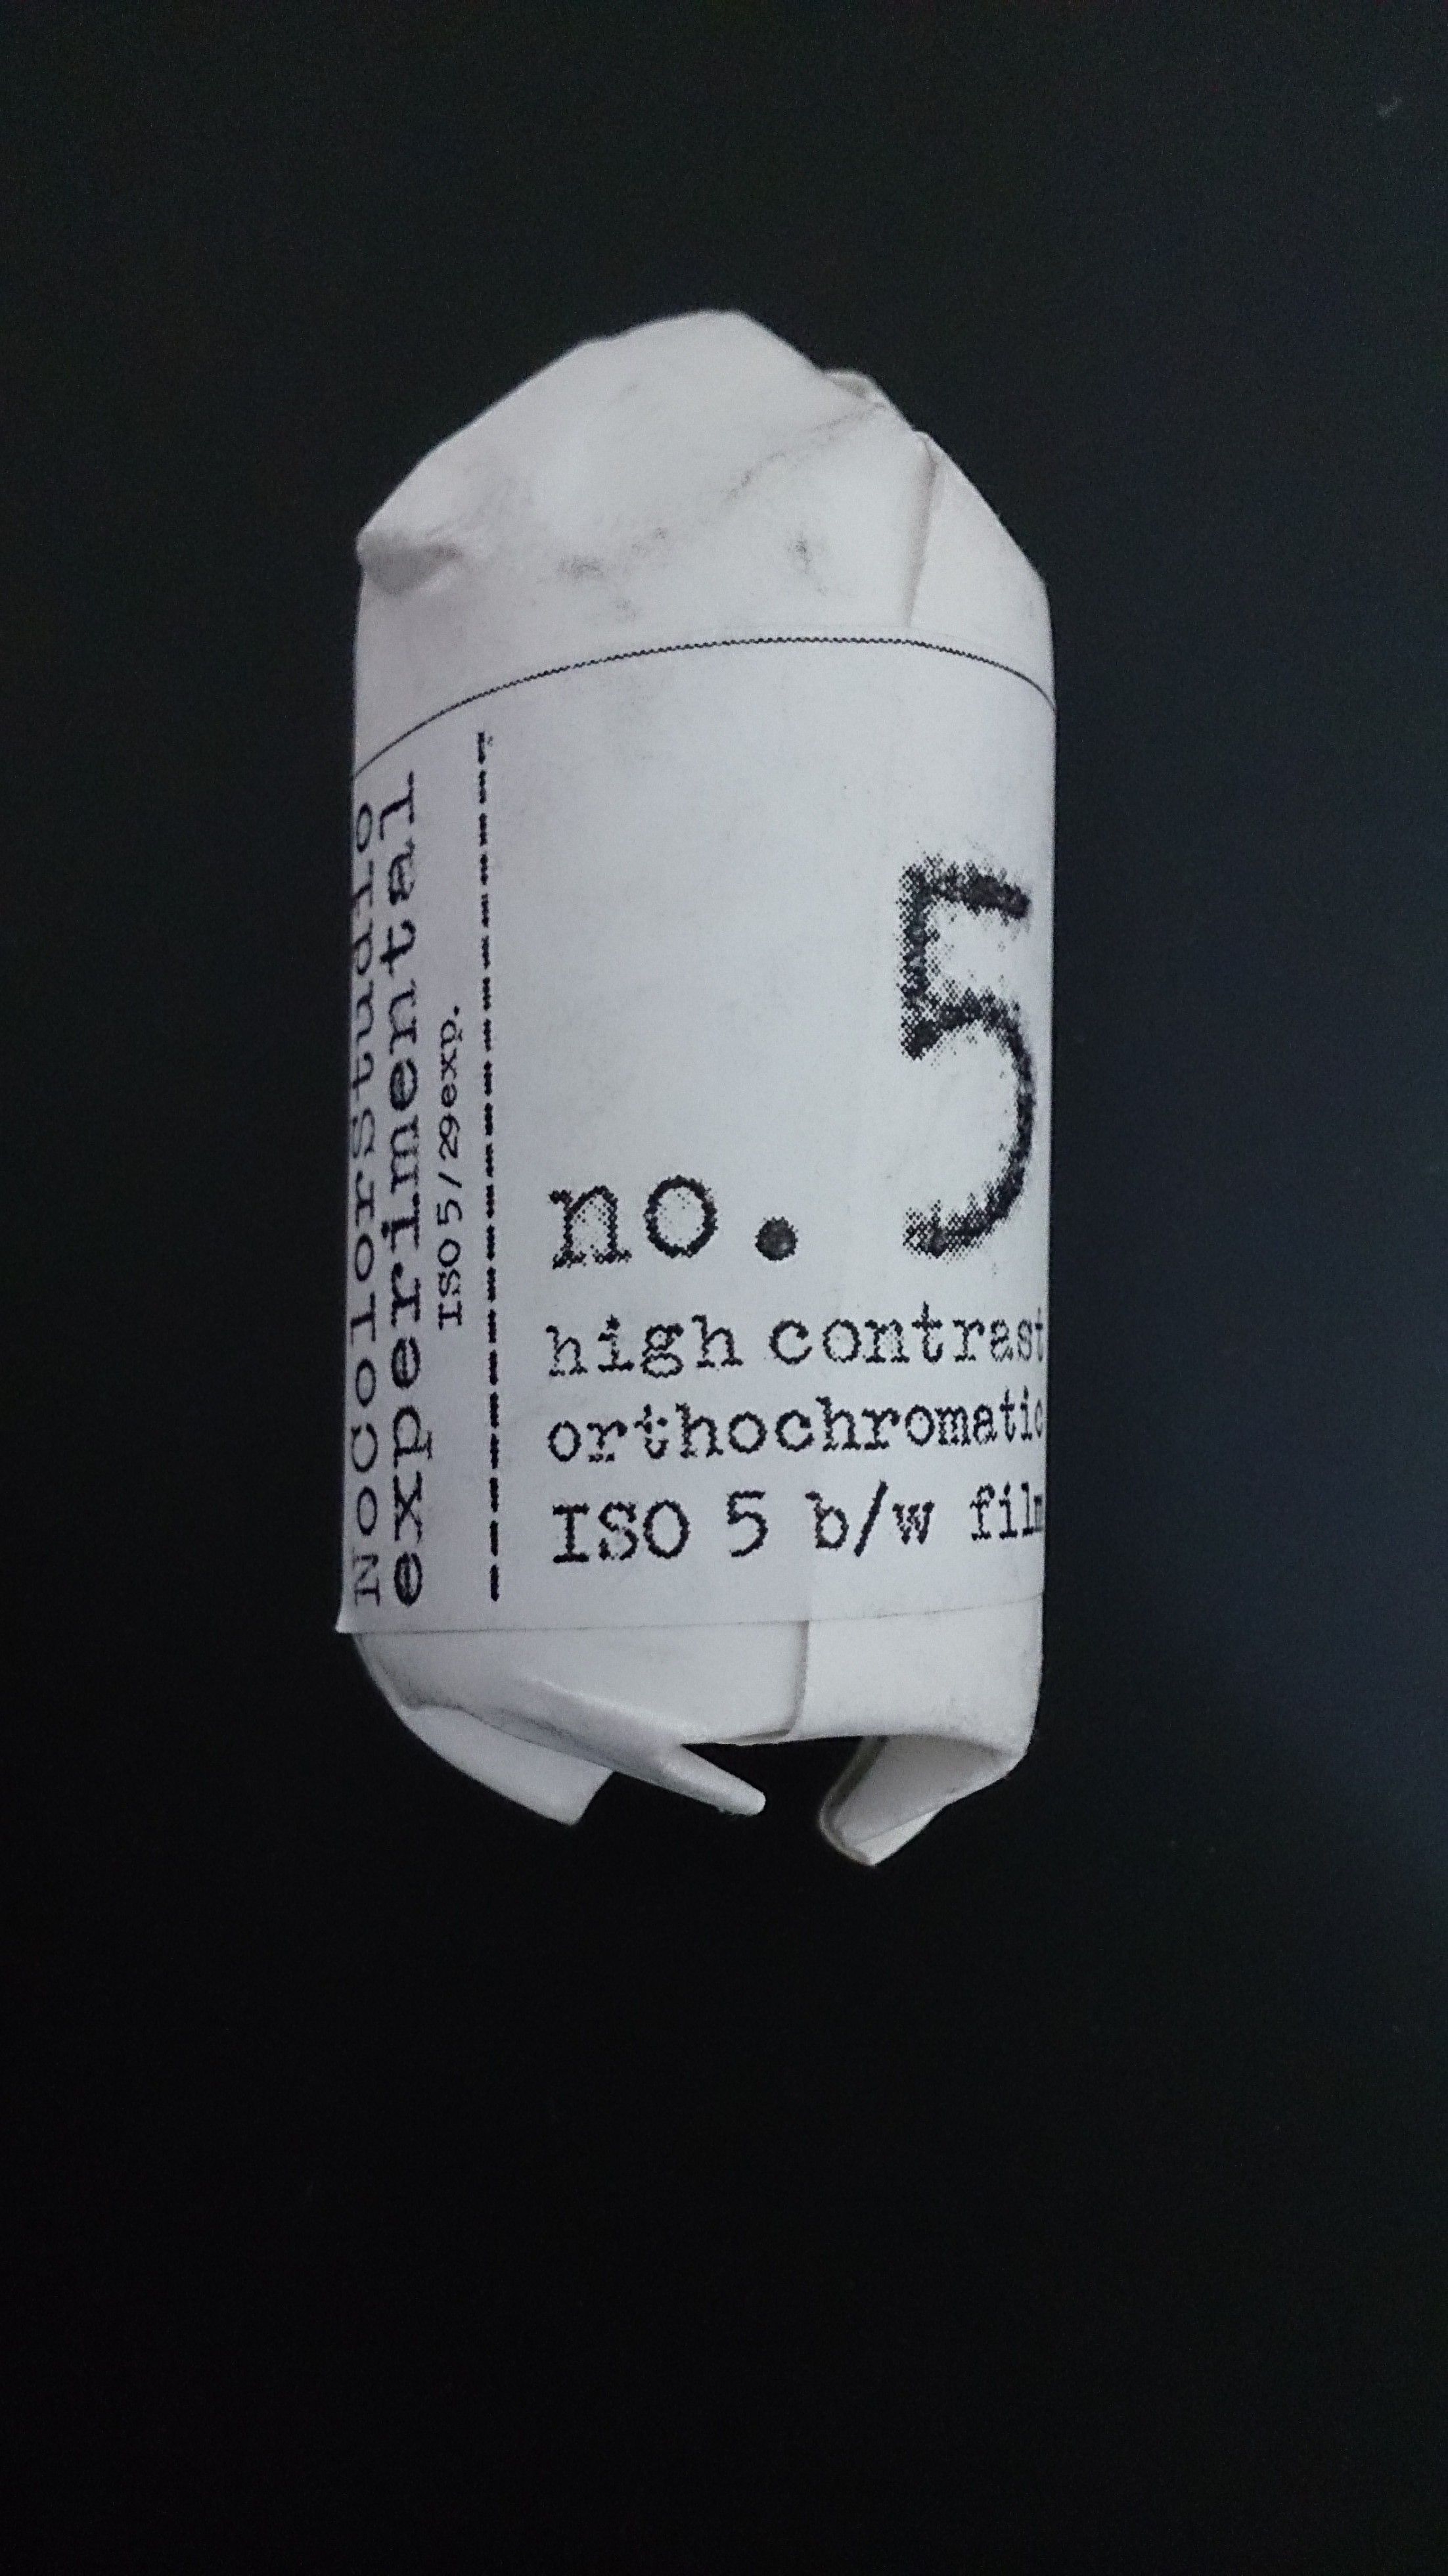 NoColorStudio
experimental
ISO 5/29exp.
no. 5
high contrast
orthochromatic
ISO 5 b/w film